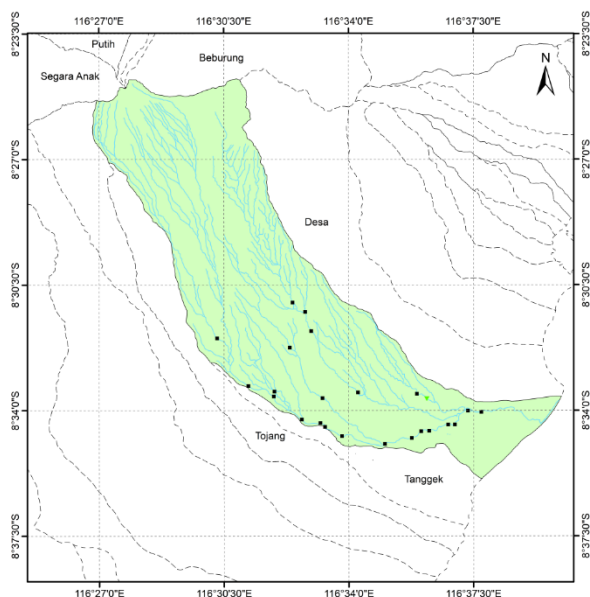 116°27'0"E 116°30'30"E 116°34'0"E 116°37'30"E
8°23'30"S 8°23'30"S
Putih
Beburung
N
Segara Anak
8°27'0"S 8°27'0"S
Desa
8°30'30"S 8°30'30"S
8°34'0"S 8°34'0"S
Tojang
Tanggek
8°37'30"S 8°37'30"S
116°27'0"E 116°30'30"E 116°34'0"E 116°37'30"E